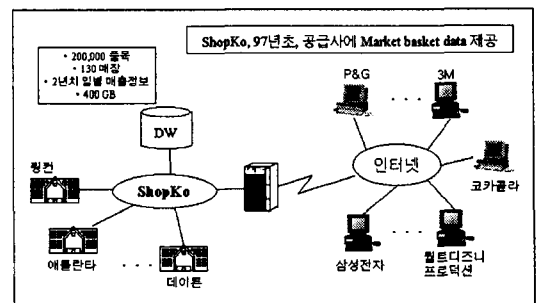 ShopKo, 97년초, 공급사에 Market basket data 제공
• 200,000 품목
• 130 매장
• 2년치 일별 매출정보
• 400 GB
DW
링컨
ShopKo
애틀란타
. . .
데이튼
P&G
. . .
3M
인터넷
코카콜라
삼성전자
. . .
월트디즈니
프로덕션